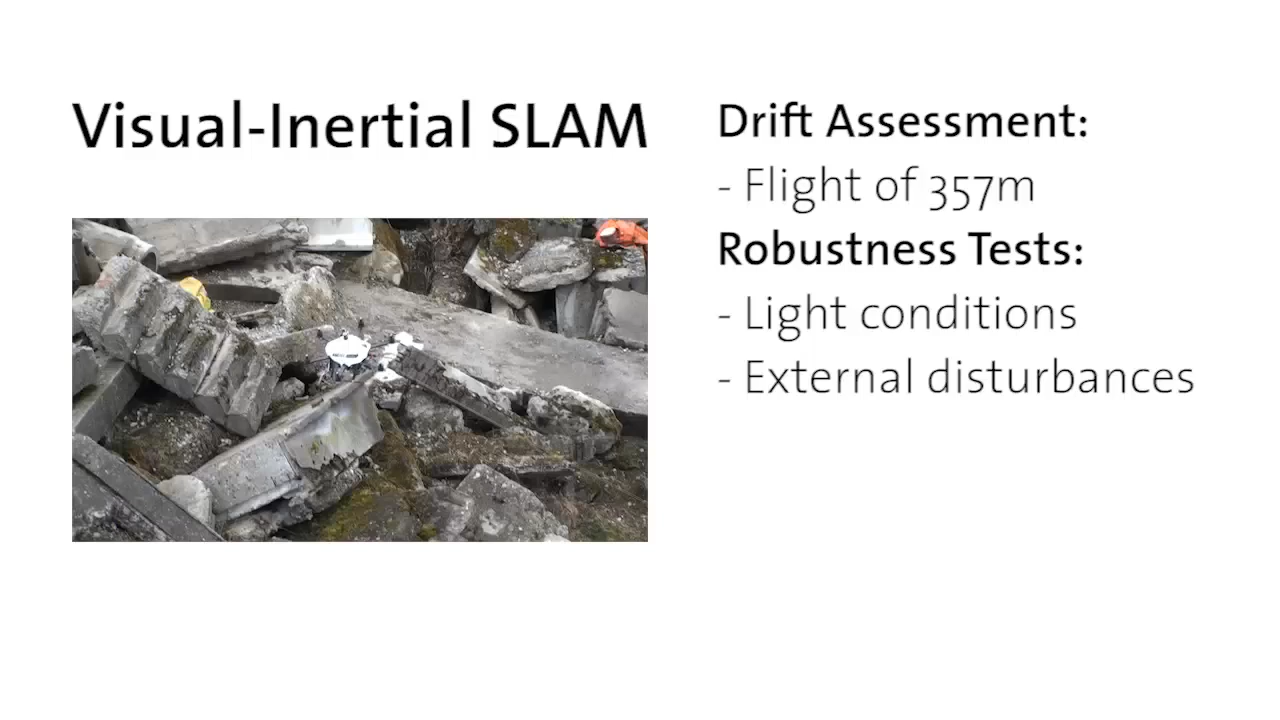 Visual-Inertial SLAM
Drift Assessment:
- Flight of 357m
Robustness Tests:
- Light conditions
- External disturbances